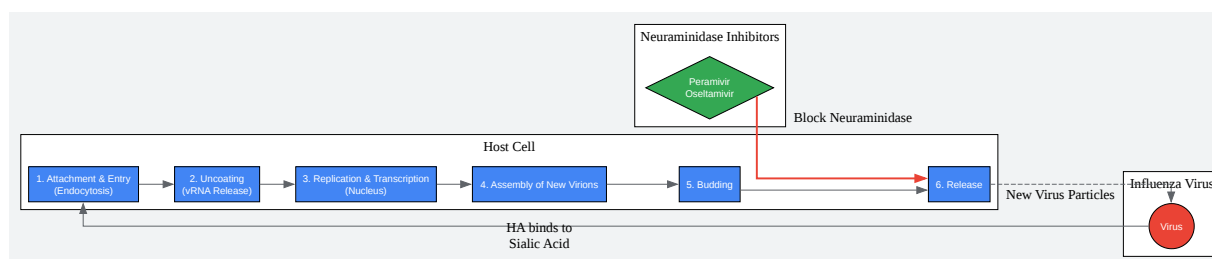 Neuraminidase Inhibitors
Peramivir
Oseltamivir
Block Neuraminidase
Host Cell
1. Attachment & Entry
(Endocytosis)
2. Uncoating
(vRNA Release)
3. Replication & Transcription
(Nucleus)
4. Assembly of New Virions
5. Budding
6. Release
New Virus Particles
Influenza Virus
Virus
HA binds to
Sialic Acid